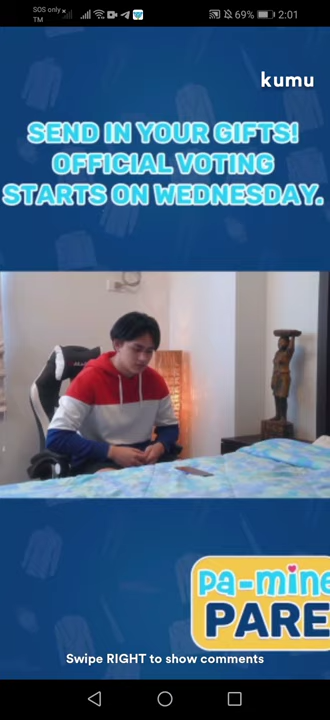 SOS only
TM
69%
2:01
kumu
SEND IN YOUR GIFTS!
OFFICIAL VOTING
STARTS ON WEDNESDAY.
pa-mine
PARE
Swipe RIGHT to show comments